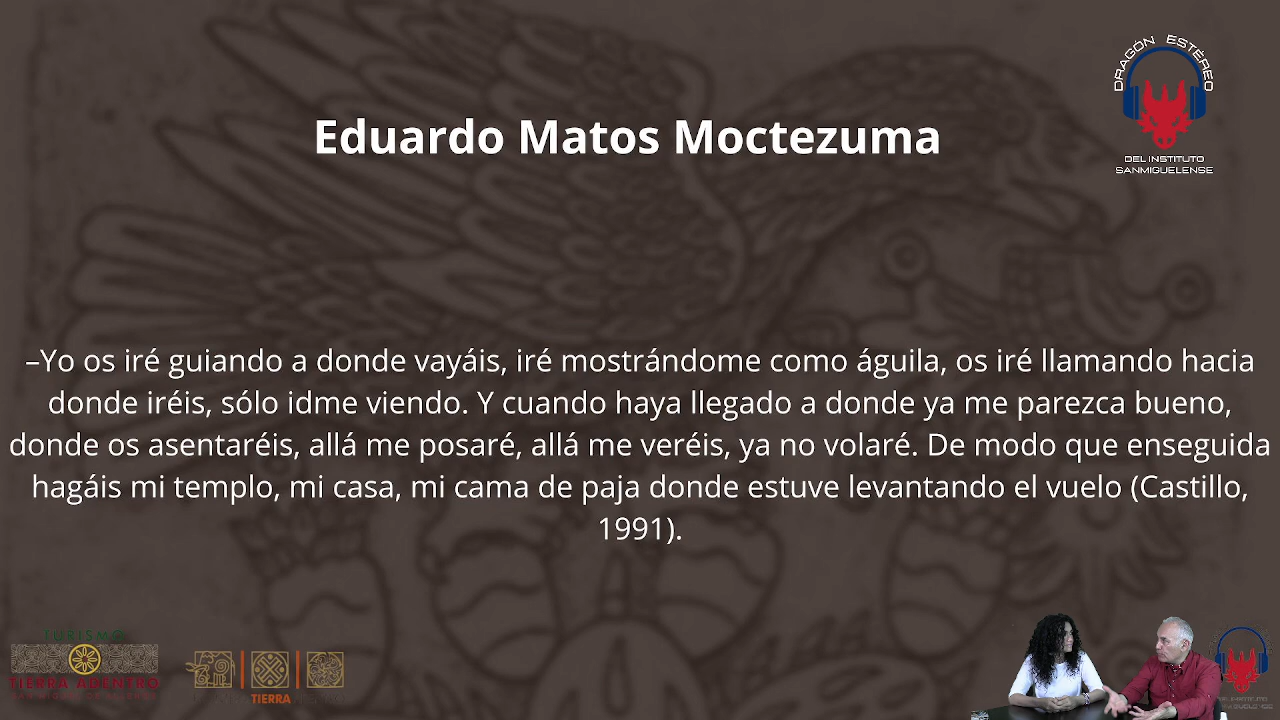 DRAGÓN ESTÉREO
DEL INSTITUTO
SANMIGUELENSE
Eduardo Matos Moctezuma
–Yo os iré guiando a donde vayáis, iré mostrándome como águila, os iré llamando hacia
donde iréis, sólo idme viendo. Y cuando haya llegado a donde ya me parezca bueno,
donde os asentaréis, allá me posaré, allá me veréis, ya no volaré. De modo que enseguida
hagáis mi templo, mi casa, mi cama de paja donde estuve levantando el vuelo (Castillo,
1991).
TURISMO
TIERRA ADENTRO
TIERRA